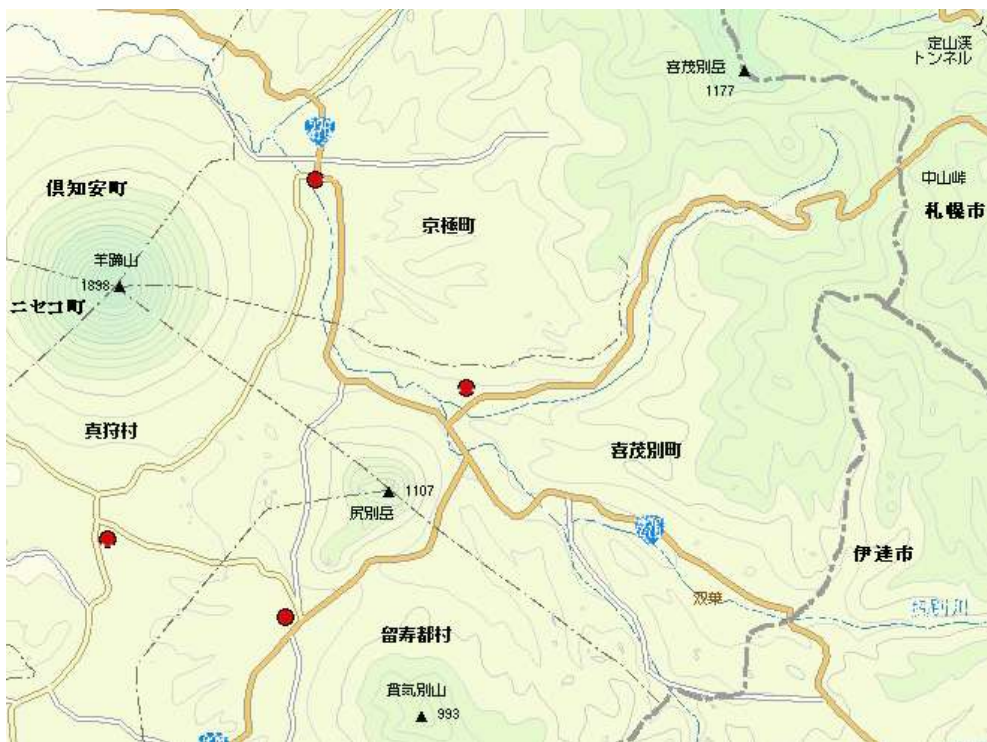 定山渓
トンネル
喜茂別岳
1177
中山峠
札幌市
倶知安町
京極町
羊蹄山
1898
ニセコ町
真狩村
喜茂別町
1107
尻別岳
伊達市
双葉
留寿都村
貫気別山
993